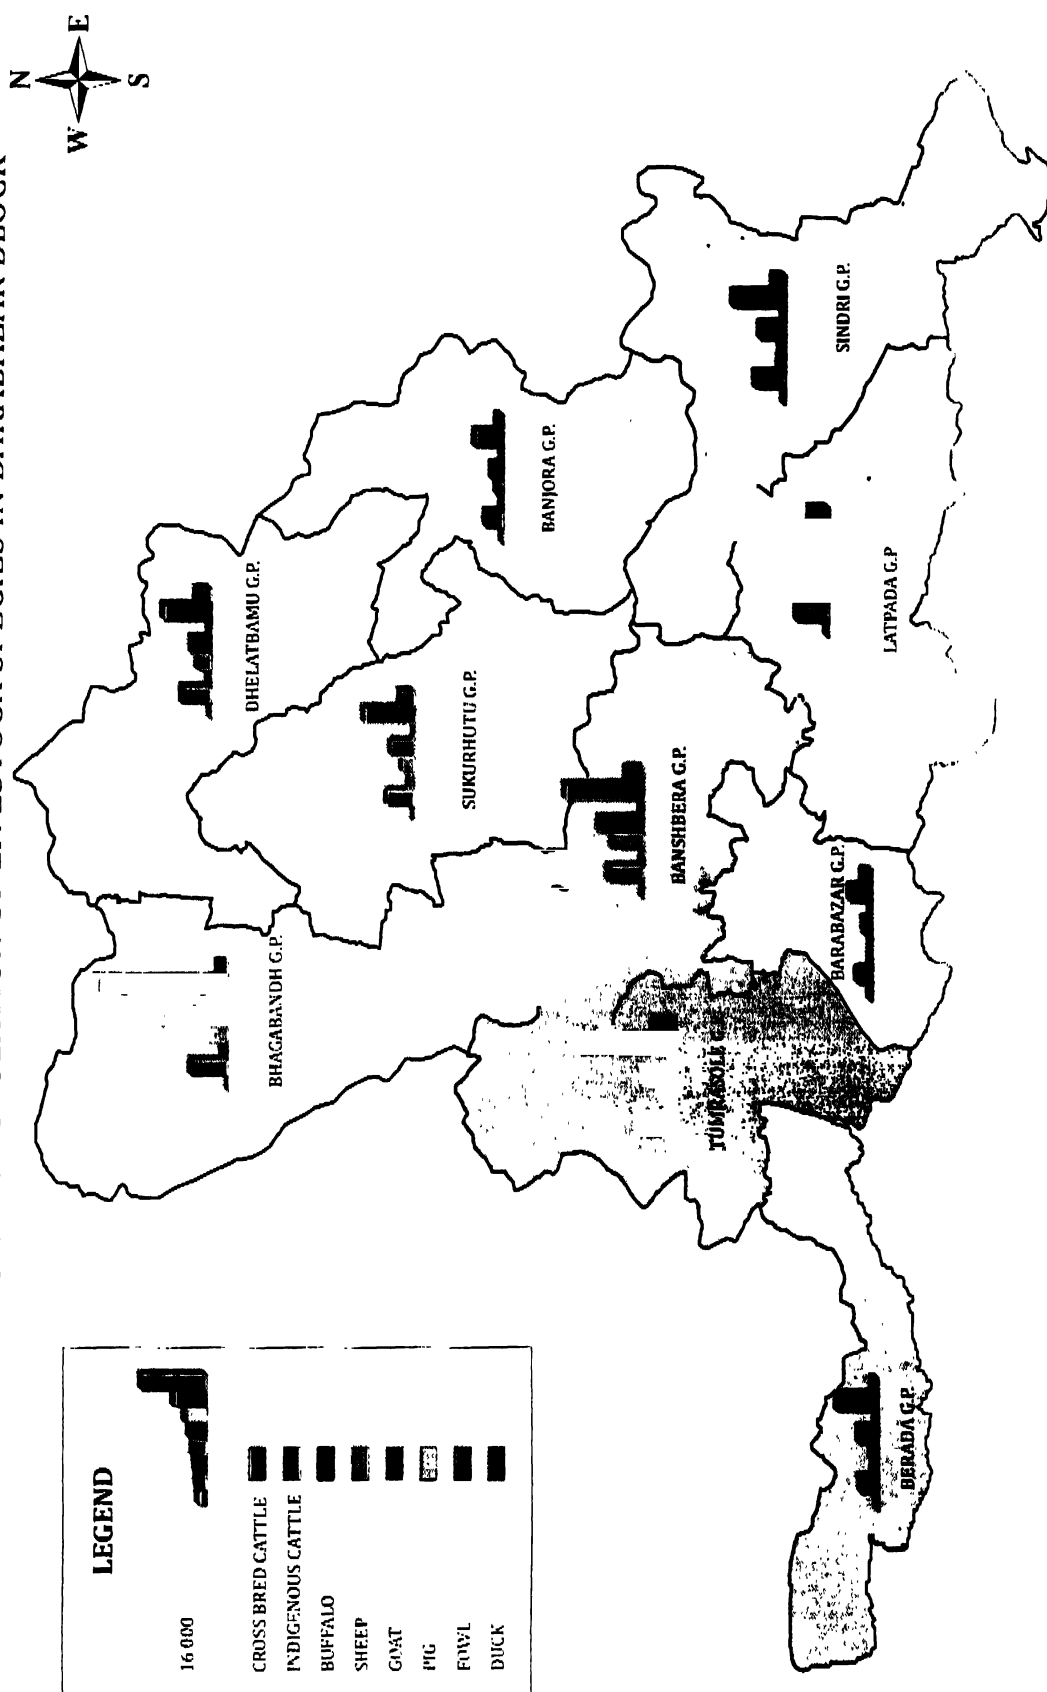 N
W
E
S
LEGEND
16 000
CROSS BRED CATTLE
INDIGENOUS CATTLE
BUFFALO
SHEEP
GOAT
PIG
FOWL
DUCK
BHAGABANDH G.P.
DHELATBAMU G.P.
SUKURHUTU G.P.
BANJORA G.P.
BANSHBERA G.P.
TUMRASOLE G.P.
SINDRI G.P.
BARABAZAR G.P.
LATPADA G.P
BERADA G.P.